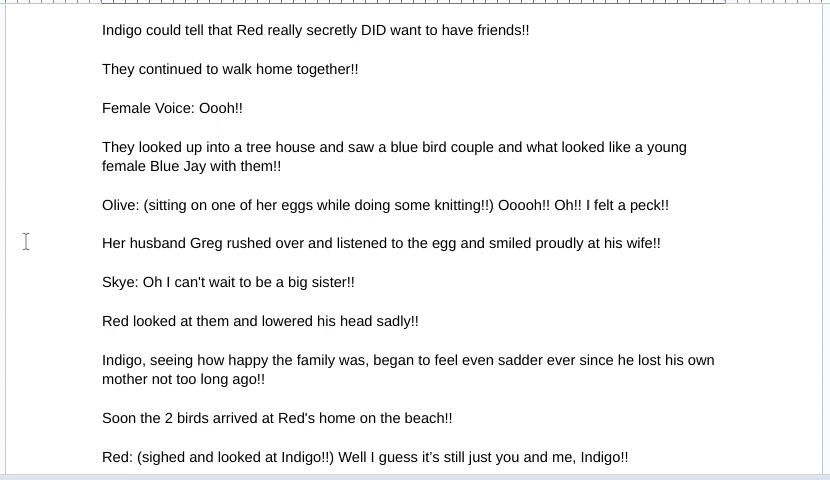 Indigo could tell that Red really secretly DID want to have friends!!
They continued to walk home together!!
Female Voice: Oooh!!
They looked up into a tree house and saw a blue bird couple and what looked like a young
female Blue Jay with them!!
Olive: (sitting on one of her eggs while doing some knitting!!) Ooooh!! Oh!! I felt a peck!!
Her husband Greg rushed over and listened to the egg and smiled proudly at his wife!!
Skye: Oh I can't wait to be a big sister!!
Red looked at them and lowered his head sadly!!
Indigo, seeing how happy the family was, began to feel even sadder ever since he lost his own
mother not too long ago!!
Soon the 2 birds arrived at Red's home on the beach!!
Red: (sighed and looked at Indigo!!) Well I guess it’s still just you and me, Indigo!!